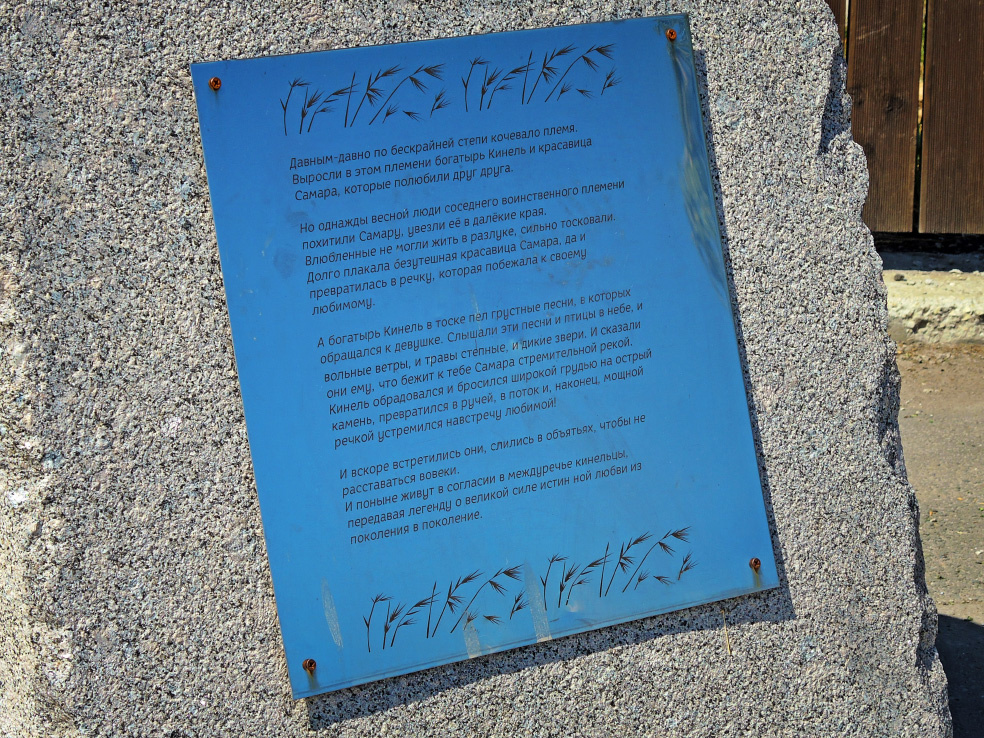 Давным-давно по бескрайней степи кочевало племя.
Выросли в этом племени богатырь Кинель и красавица
Самара, которые полюбили друг друга.
Но однажды весной люди соседнего воинственного племени
похитили Самару, увезли её в далёкие края.
Влюбленные не могли жить в разлуке, сильно тосковали.
Долго плакала безутешная красавица Самара, да и
превратилась в речку, которая побежала к своему
любимому.
А богатырь Кинель в тоске пел грустные песни, в которых
обращался к девушке. Слышали эти песни и птицы в небе, и
вольные ветры, и травы степные, и дикие звери. И сказали
они ему, что бежит к тебе Самара стремительной рекой.
Кинель обрадовался и бросился широкой грудью на острый
камень, превратился в ручей, в поток и, наконец, мощной
речкой устремился навстречу любимой!
И вскоре встретились они, слились в объятьях, чтобы не
расставаться вовеки.
И поныне живут в согласии в междуречье кинельцы,
передавая легенду о великой силе истин ной любви из
поколения в поколение.